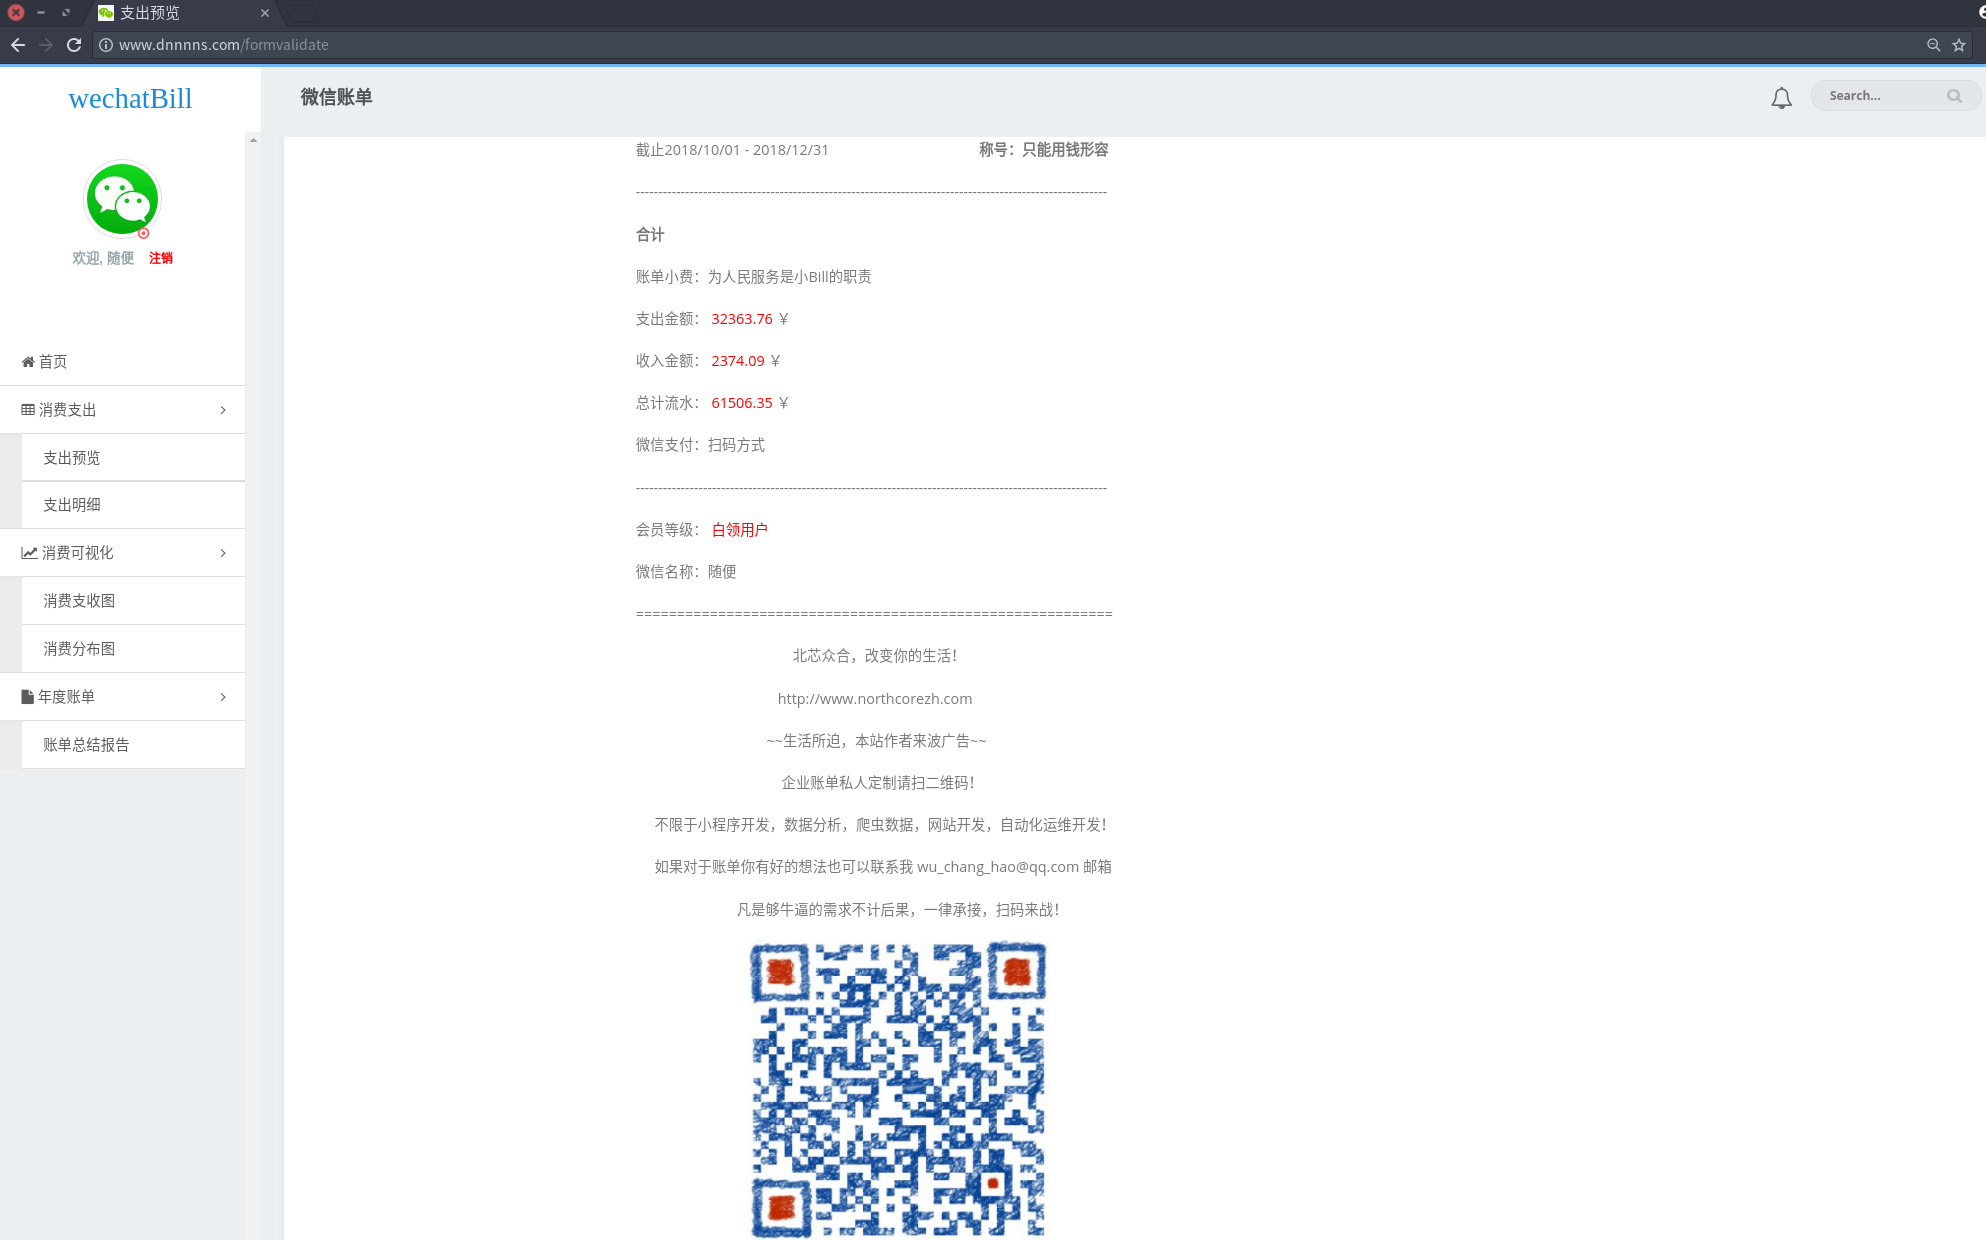 支出预览
www.dnnnns.com/formvalidate
wechatBill
微信账单
Search...
欢迎, 随便 注销
首页
消费支出
支出预览
支出明细
消费可视化
消费支收图
消费分布图
年度账单
账单总结报告
截止2018/10/01 - 2018/12/31 称号：只能用钱形容
------------------------------------------------------------------------------------------------------------
合计
账单小费：为人民服务是小Bill的职责
支出金额： 32363.76 ￥
收入金额： 2374.09 ￥
总计流水： 61506.35 ￥
微信支付：扫码方式
------------------------------------------------------------------------------------------------------------
会员等级： 白领用户
微信名称：随便
==========================================================
北芯众合，改变你的生活！
http://www.northcorezh.com
~~生活所迫，本站作者来波广告~~
企业账单私人定制请扫二维码！
不限于小程序开发，数据分析，爬虫数据，网站开发，自动化运维开发！
如果对于账单你有好的想法也可以联系我 wu_chang_hao@qq.com 邮箱
凡是够牛逼的需求不计后果，一律承接，扫码来战！